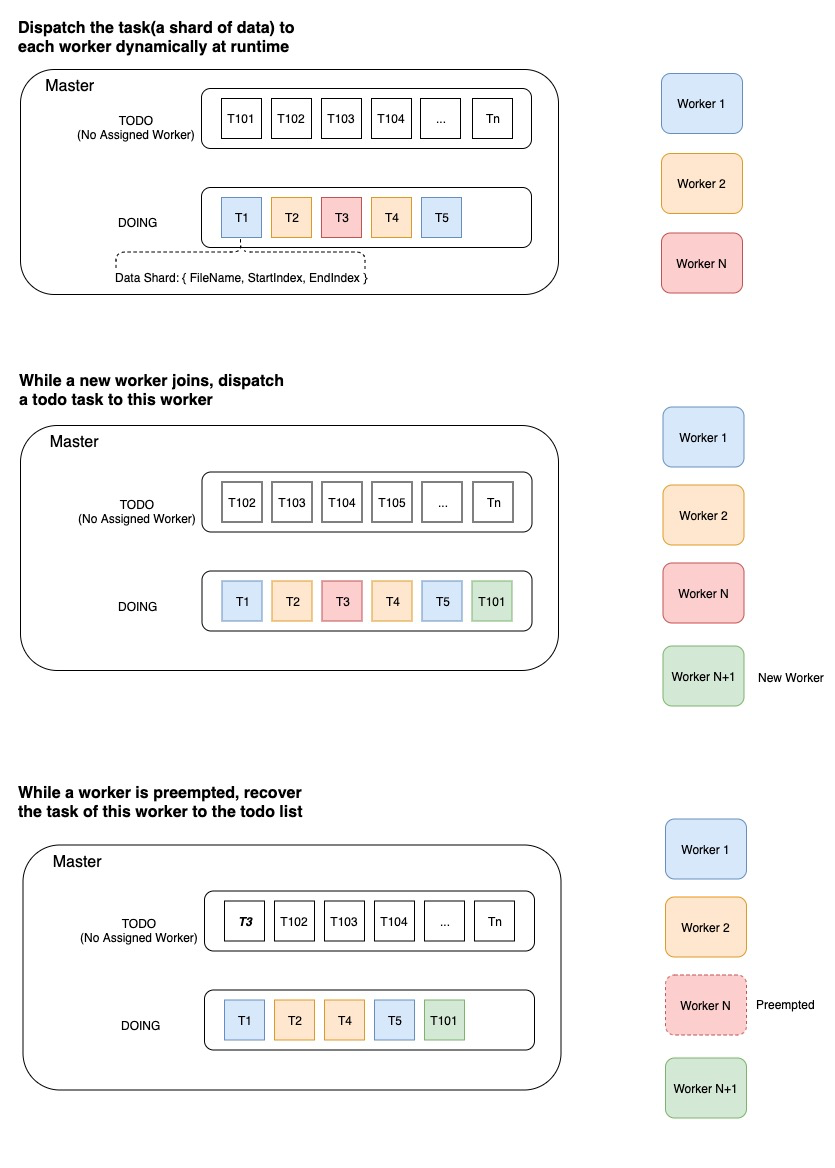 Dispatch the task(a shard of data) to
each worker dynamically at runtime
Master
TODO
(No Assigned Worker)
T101 T102 T103 T104 ... Tn
DOING
T1 T2 T3 T4 T5
Data Shard: { FileName, StartIndex, EndIndex }
Worker 1
Worker 2
Worker N
While a new worker joins, dispatch
a todo task to this worker
Master
TODO
(No Assigned Worker)
T102 T103 T104 T105 ... Tn
DOING
T1 T2 T3 T4 T5 T101
Worker 1
Worker 2
Worker N
Worker N+1 New Worker
While a worker is preempted, recover
the task of this worker to the todo list
Master
TODO
(No Assigned Worker)
T3 T102 T103 T104 ... Tn
DOING
T1 T2 T4 T5 T101
Worker 1
Worker 2
Worker N Preempted
Worker N+1